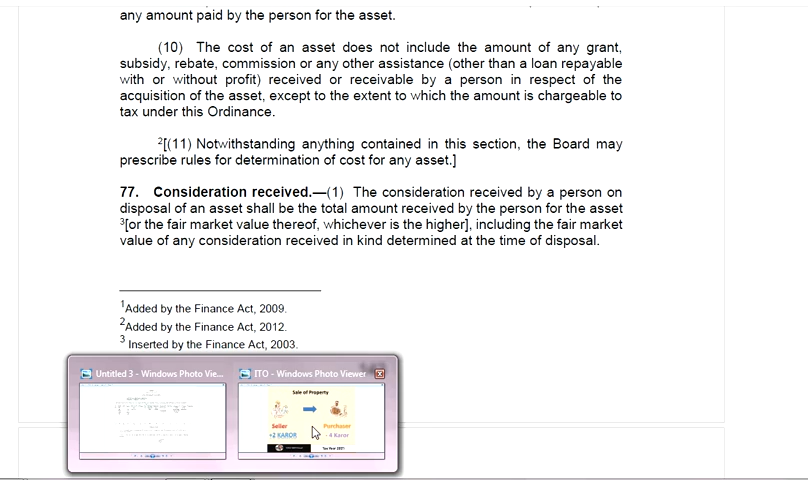 any amount paid by the person for the asset.
(10) The cost of an asset does not include the amount of any grant,
subsidy, rebate, commission or any other assistance (other than a loan repayable
with or without profit) received or receivable by a person in respect of the
acquisition of the asset, except to the extent to which the amount is chargeable to
tax under this Ordinance.
2[(11) Notwithstanding anything contained in this section, the Board may
prescribe rules for determination of cost for any asset.]
77. Consideration received.—(1) The consideration received by a person on
disposal of an asset shall be the total amount received by the person for the asset
3[or the fair market value thereof, whichever is the higher], including the fair market
value of any consideration received in kind determined at the time of disposal.
1Added by the Finance Act, 2009.
2Added by the Finance Act, 2012.
3 Inserted by the Finance Act, 2003.
Untitled 3 - Windows Photo Vie...
ITO - Windows Photo Viewer
Sale of Property
Seller
Purchaser
+2 KAROR
- 4 Karor
Tax Year 2021